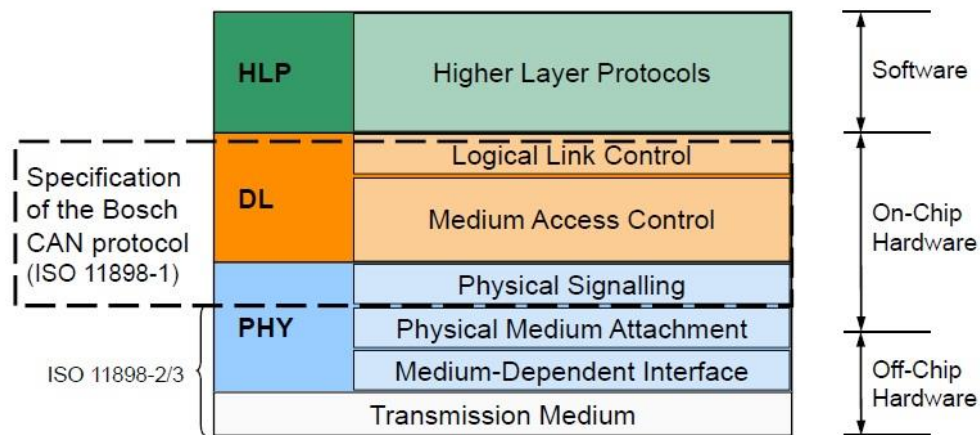 HLP
Higher Layer Protocols
Software
Specification
of the Bosch
CAN protocol
(ISO 11898-1)
DL
Logical Link Control
Medium Access Control
On-Chip
Hardware
Physical Signalling
PHY
Physical Medium Attachment
Medium-Dependent Interface
ISO 11898-2/3
Off-Chip
Hardware
Transmission Medium